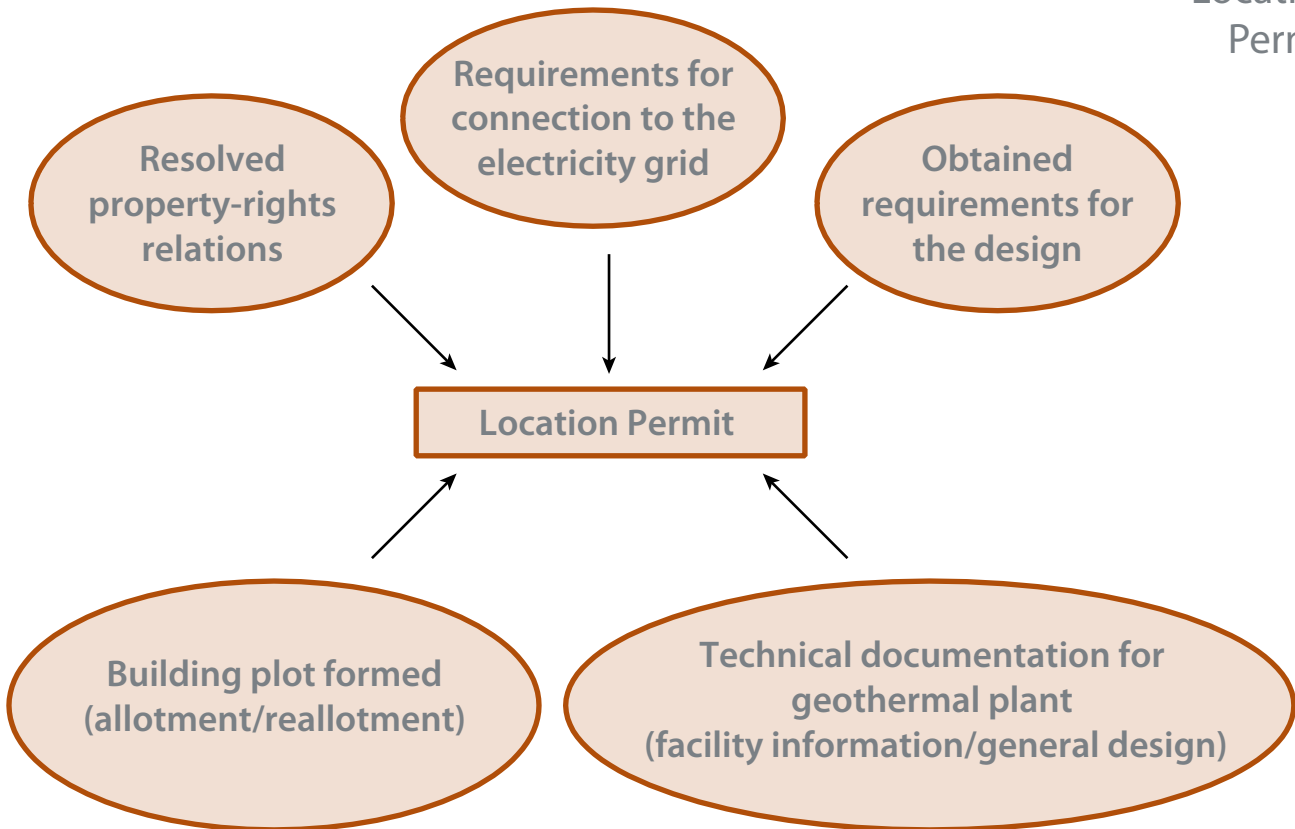 Requirements for
connection to the
electricity grid
Resolved
property-rights
relations
Obtained
requirements for
the design
Location Permit
Building plot formed
(allotment/reallotment)
Technical documentation for
geothermal plant
(facility information/general design)